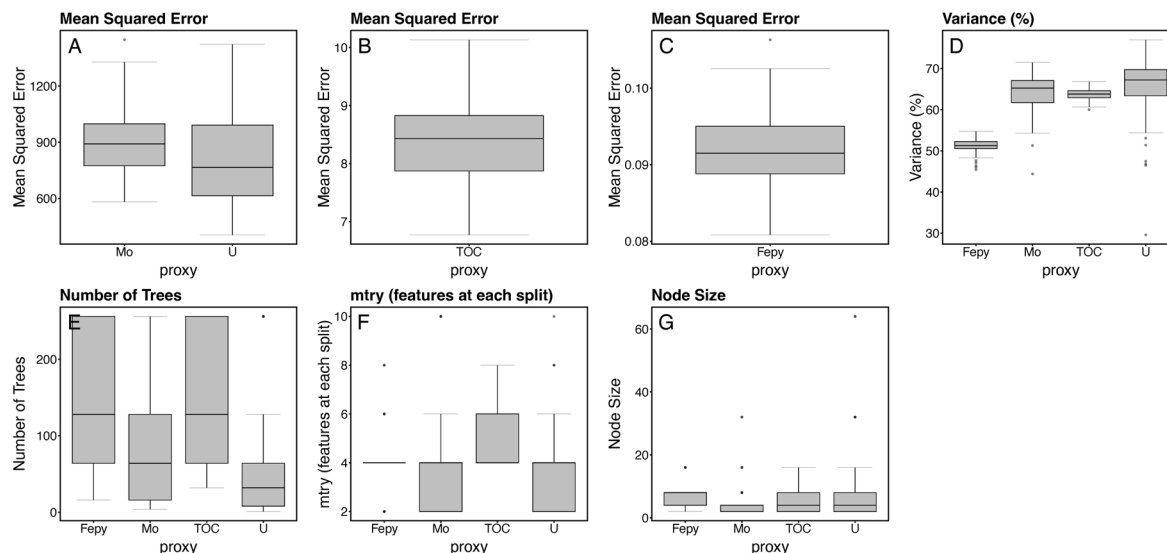 Mean Squared Error
A
Mean Squared Error
1200
900
600
Mo
U
proxy
Mean Squared Error
B
Mean Squared Error
10
9
8
7
TOC
proxy
Mean Squared Error
C
Mean Squared Error
0.10
0.09
0.08
Fepy
proxy
Variance (%)
D
Variance (%)
70
60
50
40
30
Fepy
Mo
TOC
U
proxy
Number of Trees
E
Number of Trees
200
100
0
Fepy
Mo
TOC
U
proxy
mtry (features at each split)
F
mtry (features at each split)
10
8
6
4
2
Fepy
Mo
TOC
U
proxy
Node Size
G
Node Size
60
40
20
0
Fepy
Mo
TOC
U
proxy